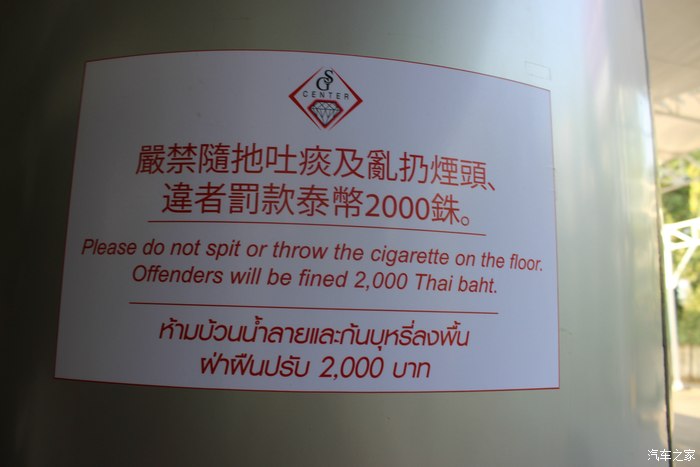 GS
CENTER
嚴禁隨地吐痰及亂扔煙頭、
違者罰款泰幣2000銖。
Please do not spit or throw the cigarette on the floor.
Offenders will be fined 2,000 Thai baht.
ห้ามบ้วนน้ำลายและก้นบุหรี่ลงพื้น
ฝ่าฝืนปรับ 2,000 บาท
汽车之家